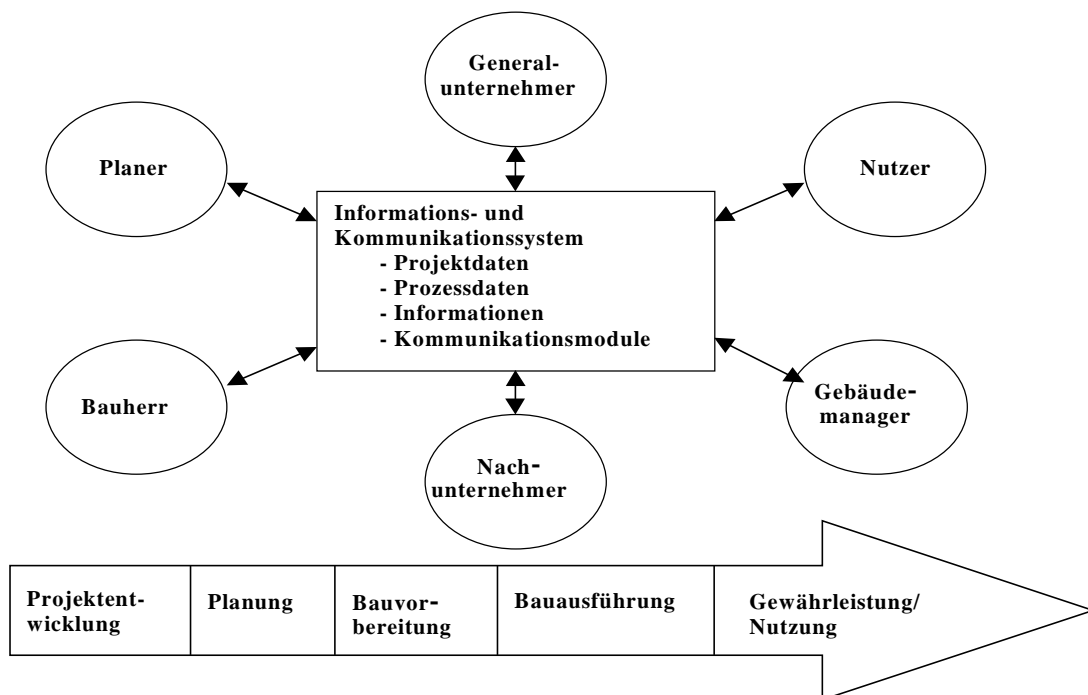 General-
unternehmer
Planer
Nutzer
Informations- und
Kommunikationssystem
- Projektdaten
- Prozessdaten
- Informationen
- Kommunikationsmodule
Bauherr
Gebäude-
manager
Nach-
unternehmer
Projektent-
wicklung
Planung
Bauvor-
bereitung
Bauausführung
Gewährleistung/
Nutzung